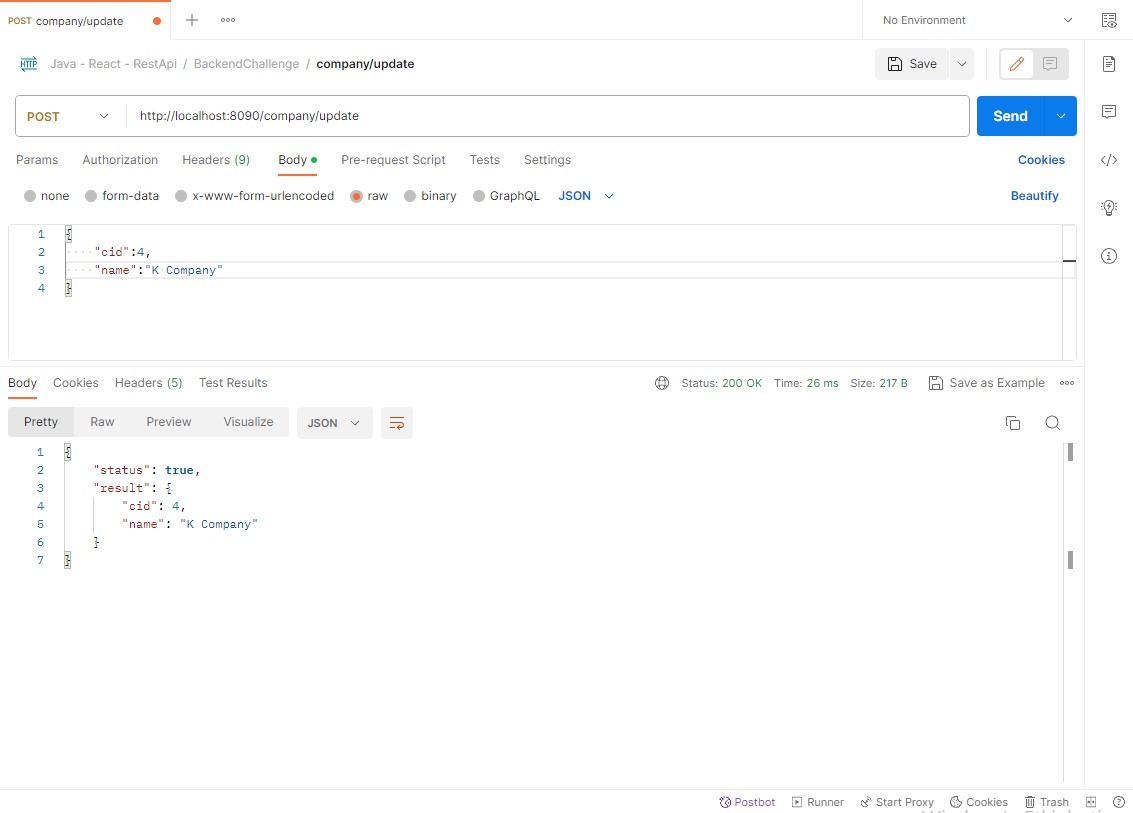 POST company/update
No Environment
HTTP Java - React - RestApi / BackendChallenge / company/update
Save
POST http://localhost:8090/company/update
Send
Params Authorization Headers (9) Body Pre-request Script Tests Settings Cookies
none form-data x-www-form-urlencoded raw binary GraphQL JSON Beautify
1 {
2 ····"cid":4,
3 ····"name":"K·Company"
4 }
Body Cookies Headers (5) Test Results Status: 200 OK Time: 26 ms Size: 217 B Save as Example
Pretty Raw Preview Visualize JSON
1 {
2 "status": true,
3 "result": {
4 "cid": 4,
5 "name": "K Company"
6 }
7 }
Postbot Runner Start Proxy Cookies Trash